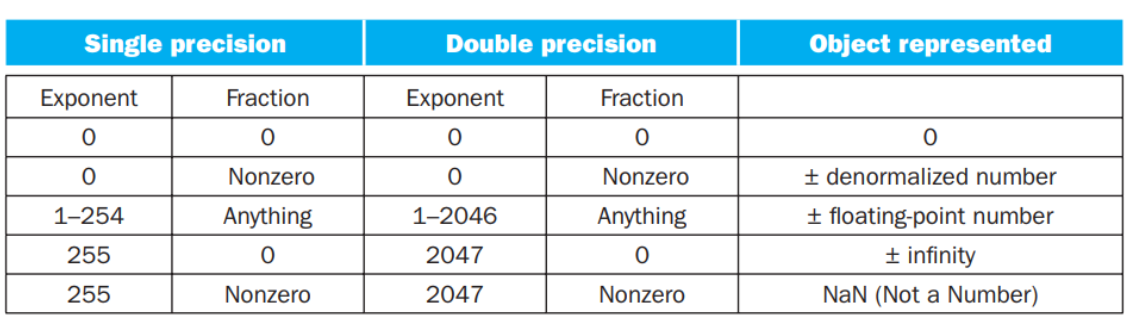 Single precision Double precision Object represented
Exponent Fraction Exponent Fraction
0 0 0 0 0
0 Nonzero 0 Nonzero ± denormalized number
1–254 Anything 1–2046 Anything ± floating-point number
255 0 2047 0 ± infinity
255 Nonzero 2047 Nonzero NaN (Not a Number)